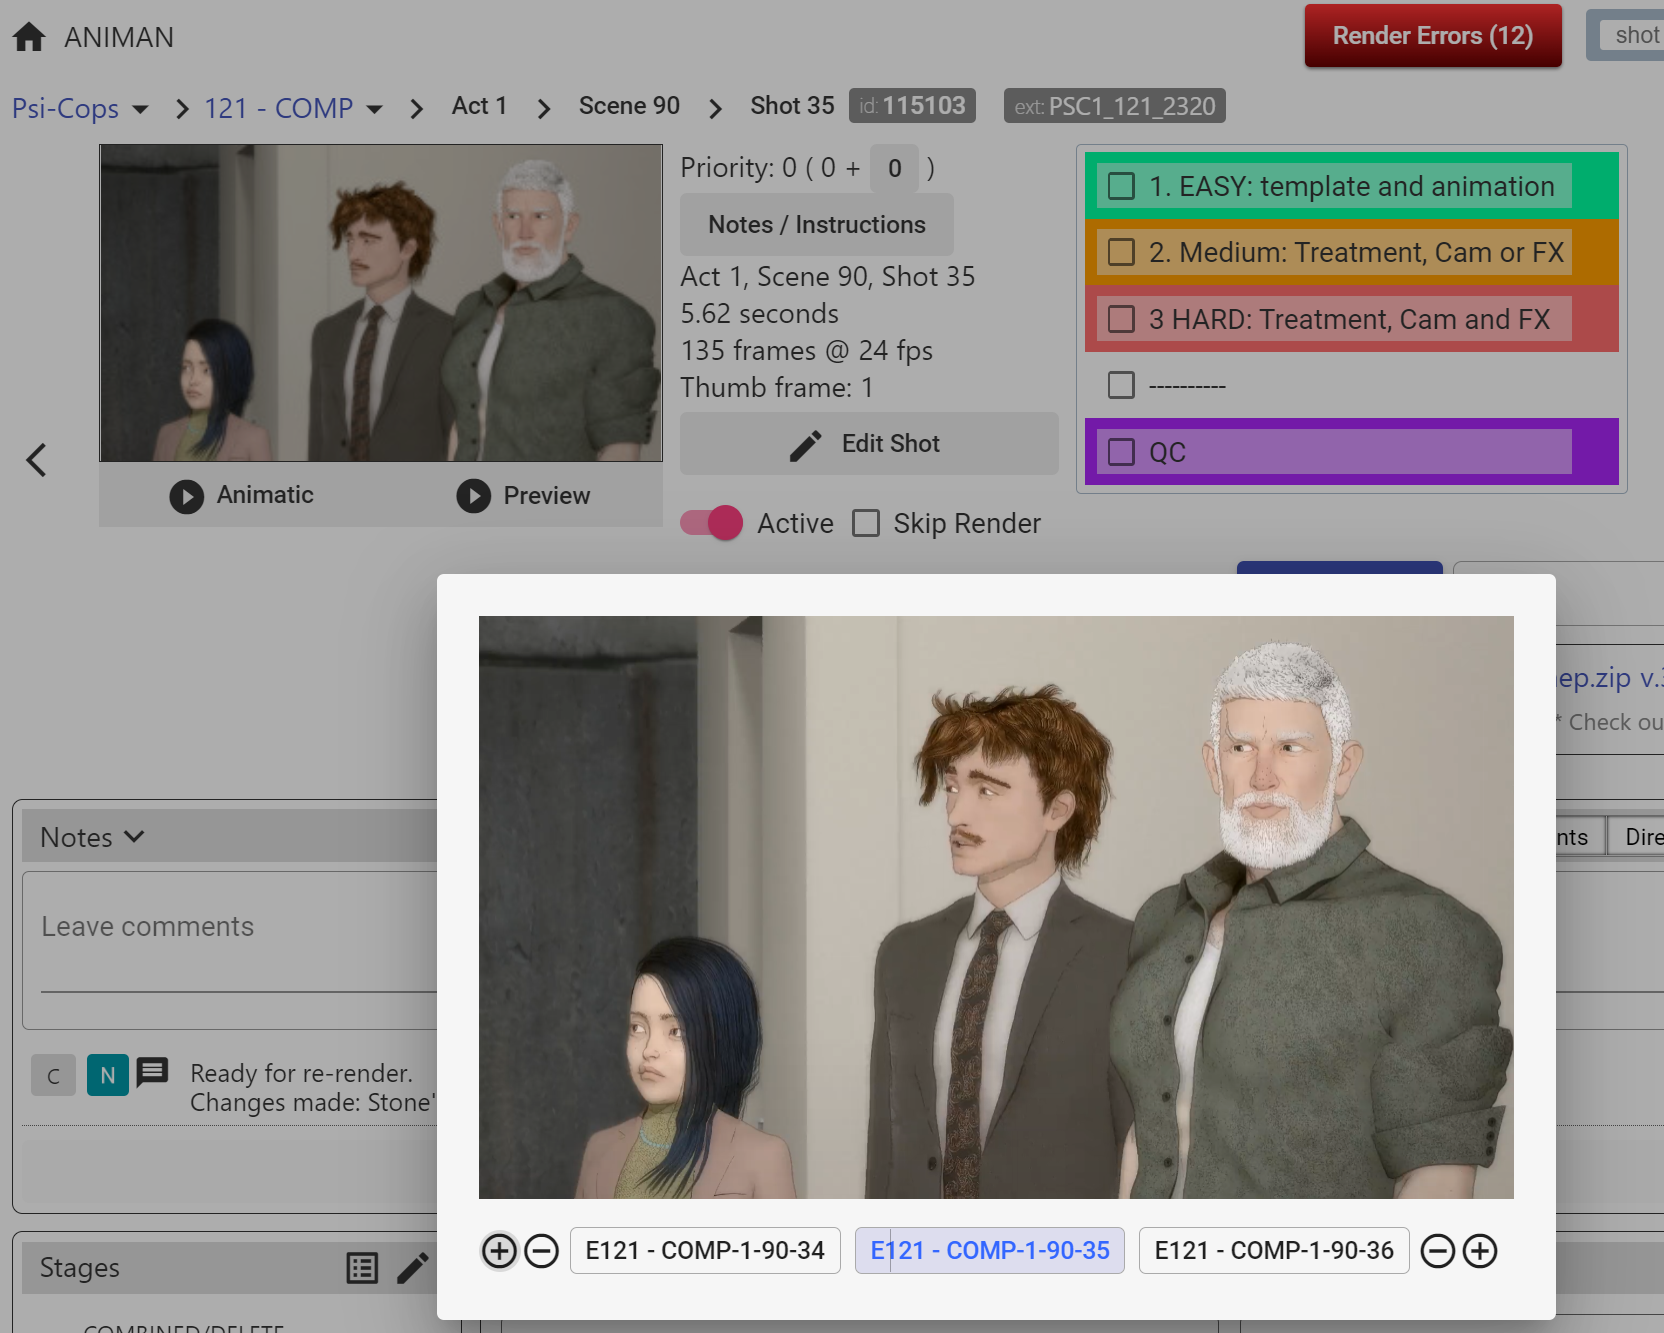 ANIMAN
Render Errors (12)
shot
Psi-Cops > 121 - COMP > Act 1 > Scene 90 > Shot 35 id: 115103 ext: PSC1_121_2320
Priority: 0 ( 0 + 0 )
Notes / Instructions
Act 1, Scene 90, Shot 35
5.62 seconds
135 frames @ 24 fps
Thumb frame: 1
Edit Shot
Active
Skip Render
1. EASY: template and animation
2. Medium: Treatment, Cam or FX
3 HARD: Treatment, Cam and FX
----------
QC
Animatic
Preview
ep.zip v.3
* Check ou
Notes
nts
Dire
Leave comments
C N Ready for re-render.
Changes made: Stone'
E121 - COMP-1-90-34
E121 - COMP-1-90-35
E121 - COMP-1-90-36
Stages
COMBINED/DELETE